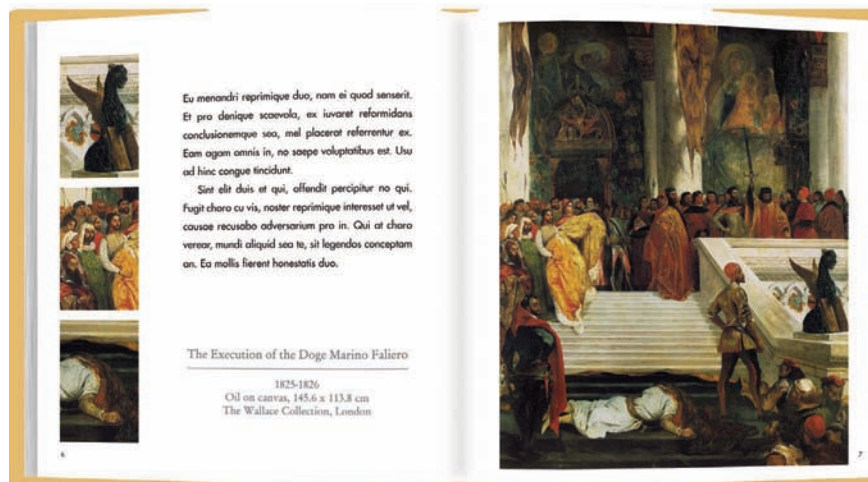 Eu menandri reprimique duo, nam ei quod senserit.
Et pro denique scaevola, ex iuvaret reformidans
conclusionemque sea, mel placerat referrentur ex.
Eam agam omnis in, no saepe voluptatibus est. Usu
ad hinc congue tincidunt.
Sint elit duis et qui, offendit percipitur no qui.
Fugit charo cu vis, noster reprimique interesset ut vel,
causae recusabo adversarium pro in. Qui at charo
verear, mundi aliquid sea te, sit legendos conceptam
an. Ea mollis fierent honestatis duo.
The Execution of the Doge Marino Faliero
1825-1826
Oil on canvas, 145.6 x 113.8 cm
The Wallace Collection, London
6
7